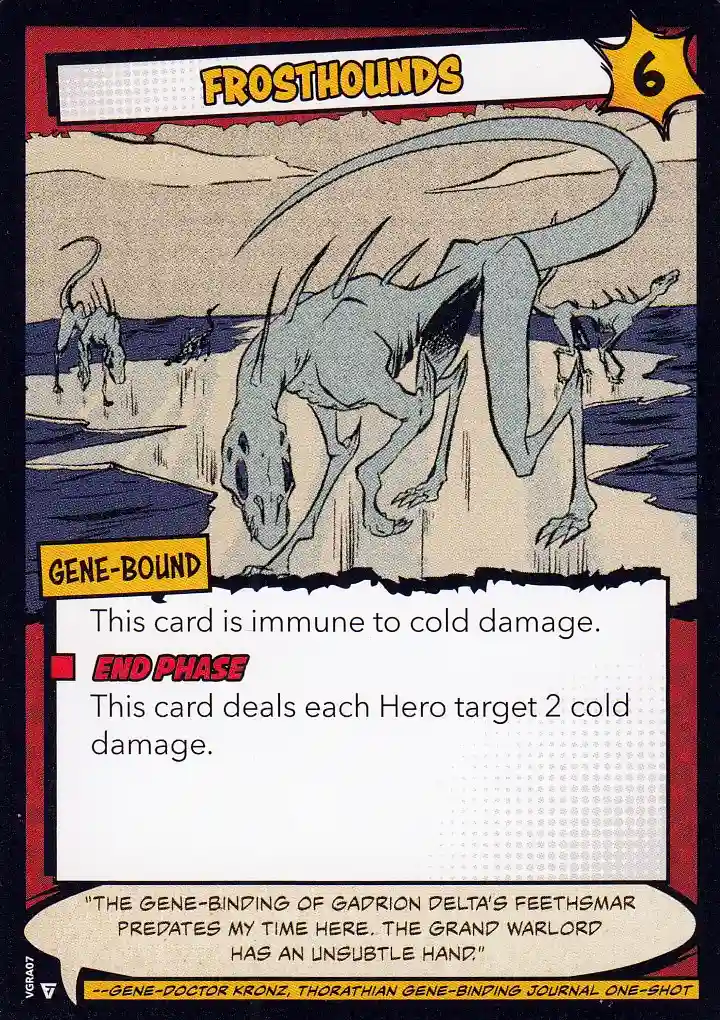 FROSTHOUNDS
6
GENE-BOUND
This card is immune to cold damage.
END PHASE
This card deals each Hero target 2 cold
damage.
"THE GENE-BINDING OF GADRION DELTA'S FEETHSMAR
PREDATES MY TIME HERE. THE GRAND WARLORD
HAS AN UNSUBTLE HAND."
--GENE-DOCTOR KRONZ, THORATHIAN GENE-BINDING JOURNAL ONE-SHOT
VGRA07